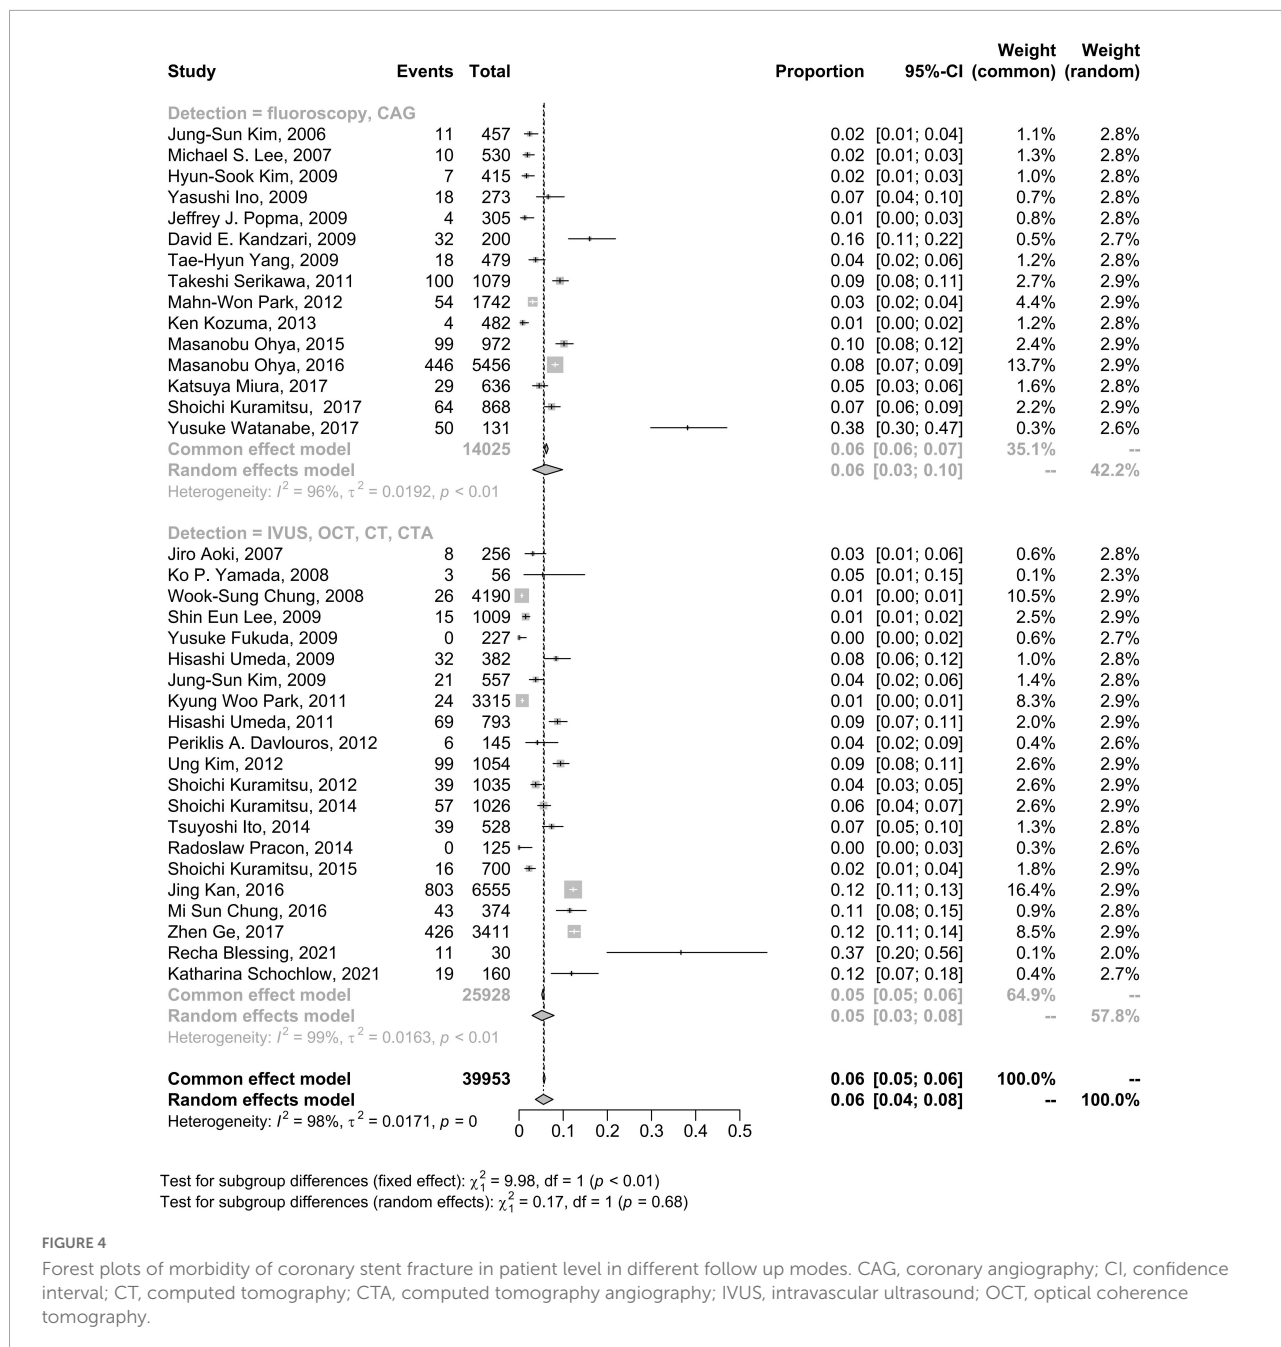 Weight Weight
Study Events Total Proportion 95%-CI (common) (random)
Detection = fluoroscopy, CAG
Jung-Sun Kim, 2006 11 457 0.02 [0.01; 0.04] 1.1% 2.8%
Michael S. Lee, 2007 10 530 0.02 [0.01; 0.03] 1.3% 2.8%
Hyun-Sook Kim, 2009 7 415 0.02 [0.01; 0.03] 1.0% 2.8%
Yasushi Ino, 2009 18 273 0.07 [0.04; 0.10] 0.7% 2.8%
Jeffrey J. Popma, 2009 4 305 0.01 [0.00; 0.03] 0.8% 2.8%
David E. Kandzari, 2009 32 200 0.16 [0.11; 0.22] 0.5% 2.7%
Tae-Hyun Yang, 2009 18 479 0.04 [0.02; 0.06] 1.2% 2.8%
Takeshi Serikawa, 2011 100 1079 0.09 [0.08; 0.11] 2.7% 2.9%
Mahn-Won Park, 2012 54 1742 0.03 [0.02; 0.04] 4.4% 2.9%
Ken Kozuma, 2013 4 482 0.01 [0.00; 0.02] 1.2% 2.8%
Masanobu Ohya, 2015 99 972 0.10 [0.08; 0.12] 2.4% 2.9%
Masanobu Ohya, 2016 446 5456 0.08 [0.07; 0.09] 13.7% 2.9%
Katsuya Miura, 2017 29 636 0.05 [0.03; 0.06] 1.6% 2.8%
Shoichi Kuramitsu, 2017 64 868 0.07 [0.06; 0.09] 2.2% 2.9%
Yusuke Watanabe, 2017 50 131 0.38 [0.30; 0.47] 0.3% 2.6%
Common effect model 14025 0.06 [0.06; 0.07] 35.1% --
Random effects model 0.06 [0.03; 0.10] -- 42.2%
Heterogeneity: I² = 96%, τ² = 0.0192, p < 0.01
Detection = IVUS, OCT, CT, CTA
Jiro Aoki, 2007 8 256 0.03 [0.01; 0.06] 0.6% 2.8%
Ko P. Yamada, 2008 3 56 0.05 [0.01; 0.15] 0.1% 2.3%
Wook-Sung Chung, 2008 26 4190 0.01 [0.00; 0.01] 10.5% 2.9%
Shin Eun Lee, 2009 15 1009 0.01 [0.01; 0.02] 2.5% 2.9%
Yusuke Fukuda, 2009 0 227 0.00 [0.00; 0.02] 0.6% 2.7%
Hisashi Umeda, 2009 32 382 0.08 [0.06; 0.12] 1.0% 2.8%
Jung-Sun Kim, 2009 21 557 0.04 [0.02; 0.06] 1.4% 2.8%
Kyung Woo Park, 2011 24 3315 0.01 [0.00; 0.01] 8.3% 2.9%
Hisashi Umeda, 2011 69 793 0.09 [0.07; 0.11] 2.0% 2.9%
Periklis A. Davlouros, 2012 6 145 0.04 [0.02; 0.09] 0.4% 2.6%
Ung Kim, 2012 99 1054 0.09 [0.08; 0.11] 2.6% 2.9%
Shoichi Kuramitsu, 2012 39 1035 0.04 [0.03; 0.05] 2.6% 2.9%
Shoichi Kuramitsu, 2014 57 1026 0.06 [0.04; 0.07] 2.6% 2.9%
Tsuyoshi Ito, 2014 39 528 0.07 [0.05; 0.10] 1.3% 2.8%
Radoslaw Pracon, 2014 0 125 0.00 [0.00; 0.03] 0.3% 2.6%
Shoichi Kuramitsu, 2015 16 700 0.02 [0.01; 0.04] 1.8% 2.9%
Jing Kan, 2016 803 6555 0.12 [0.11; 0.13] 16.4% 2.9%
Mi Sun Chung, 2016 43 374 0.11 [0.08; 0.15] 0.9% 2.8%
Zhen Ge, 2017 426 3411 0.12 [0.11; 0.14] 8.5% 2.9%
Recha Blessing, 2021 11 30 0.37 [0.20; 0.56] 0.1% 2.0%
Katharina Schochlow, 2021 19 160 0.12 [0.07; 0.18] 0.4% 2.7%
Common effect model 25928 0.05 [0.05; 0.06] 64.9% --
Random effects model 0.05 [0.03; 0.08] -- 57.8%
Heterogeneity: I² = 99%, τ² = 0.0163, p < 0.01
Common effect model 39953 0.06 [0.05; 0.06] 100.0% --
Random effects model 0.06 [0.04; 0.08] -- 100.0%
Heterogeneity: I² = 98%, τ² = 0.0171, p = 0
0 0.1 0.2 0.3 0.4 0.5
Test for subgroup differences (fixed effect): χ₁² = 9.98, df = 1 (p < 0.01)
Test for subgroup differences (random effects): χ₁² = 0.17, df = 1 (p = 0.68)
FIGURE 4
Forest plots of morbidity of coronary stent fracture in patient level in different follow up modes. CAG, coronary angiography; CI, confidence
interval; CT, computed tomography; CTA, computed tomography angiography; IVUS, intravascular ultrasound; OCT, optical coherence
tomography.